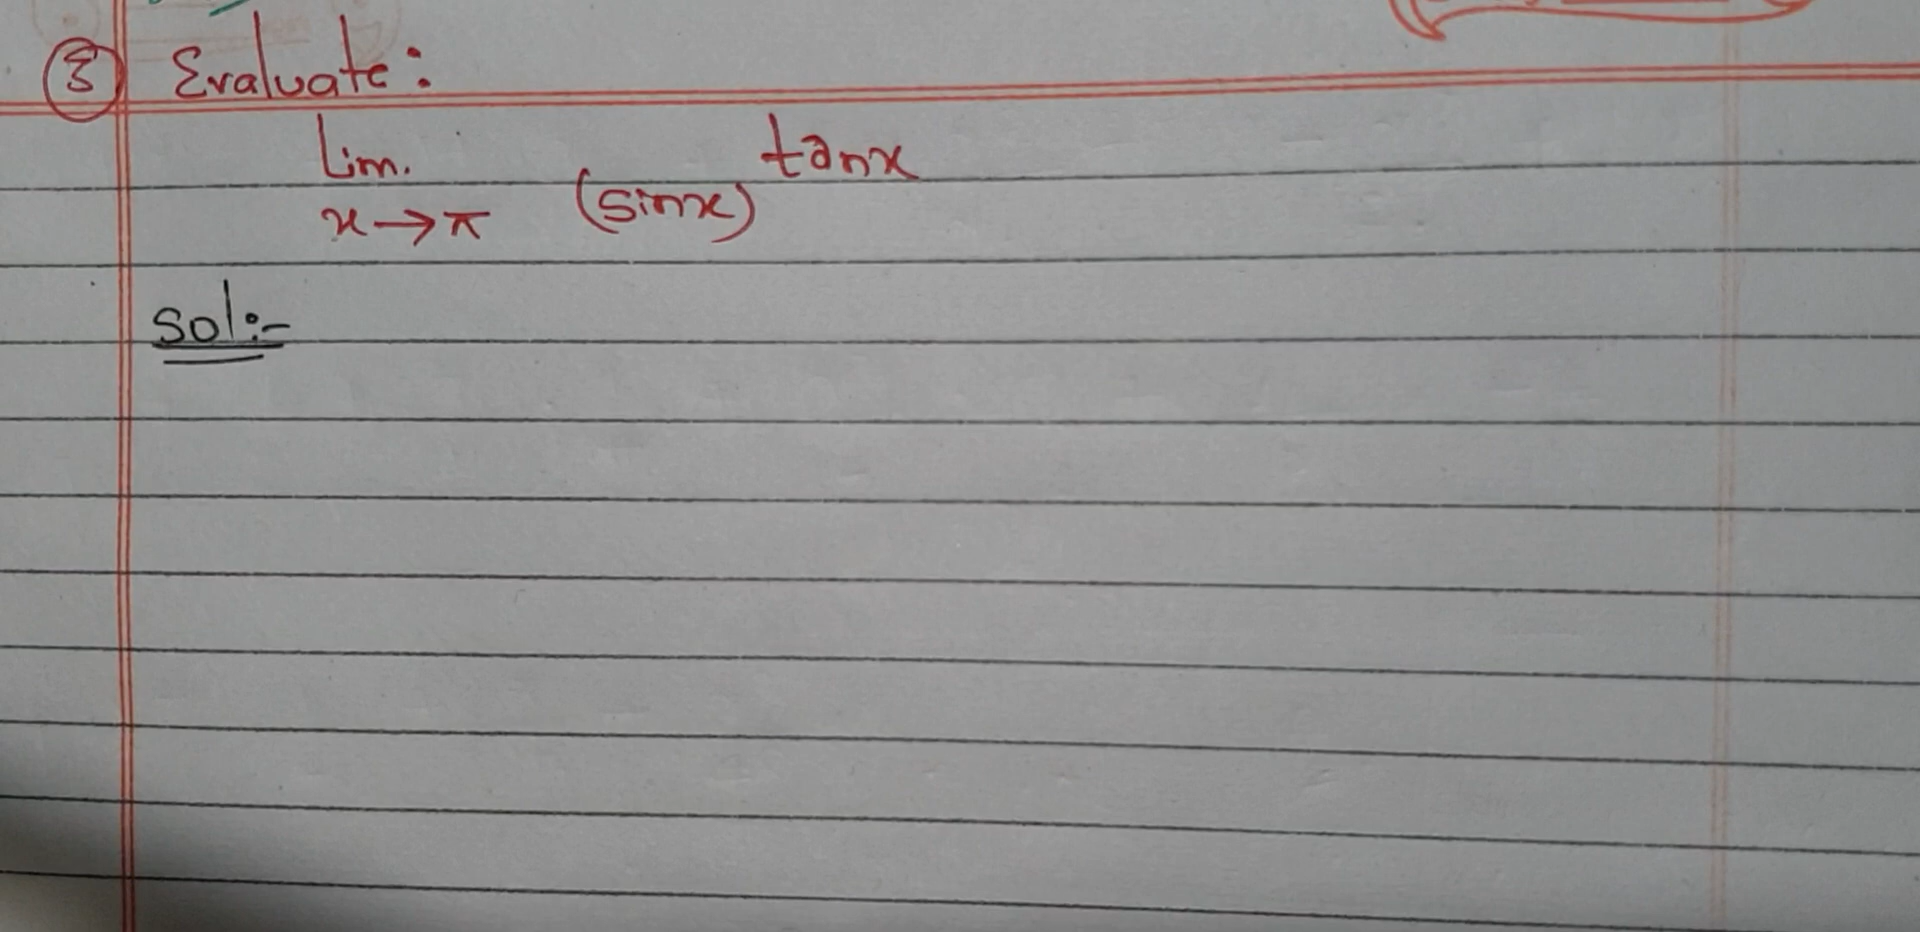 ③ Evaluate:
Lim. x→π (sinx)^tanx
Sol:-